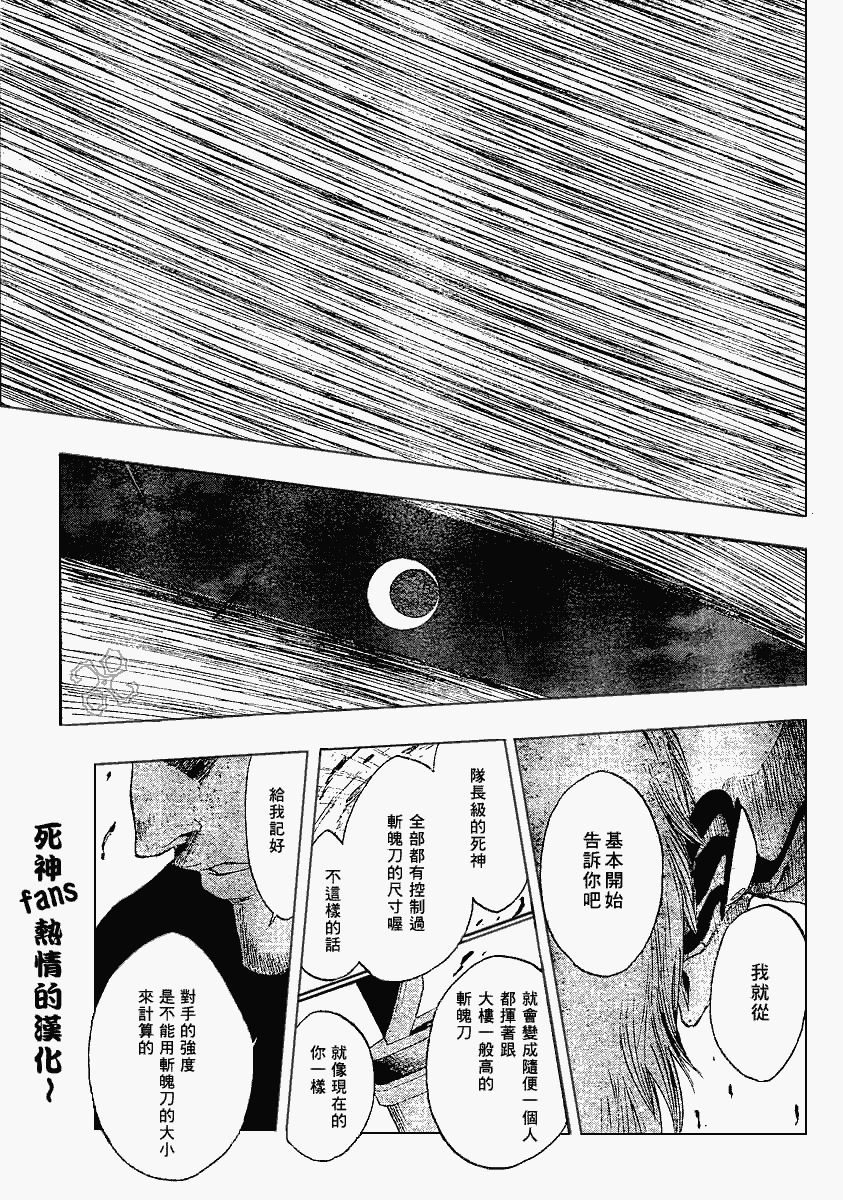 我就從
基本開始
告訴你吧
隊長級的死神
全部都有控制過
斬魄刀的尺寸喔
不這樣的話
就會變成隨便一個人
都揮著跟
大樓一般高的
斬魄刀
就像現在的
你一樣
給我記好
對手的強度
是不能用斬魄刀的大小
來計算的
死神
fans
熱情的漢化~